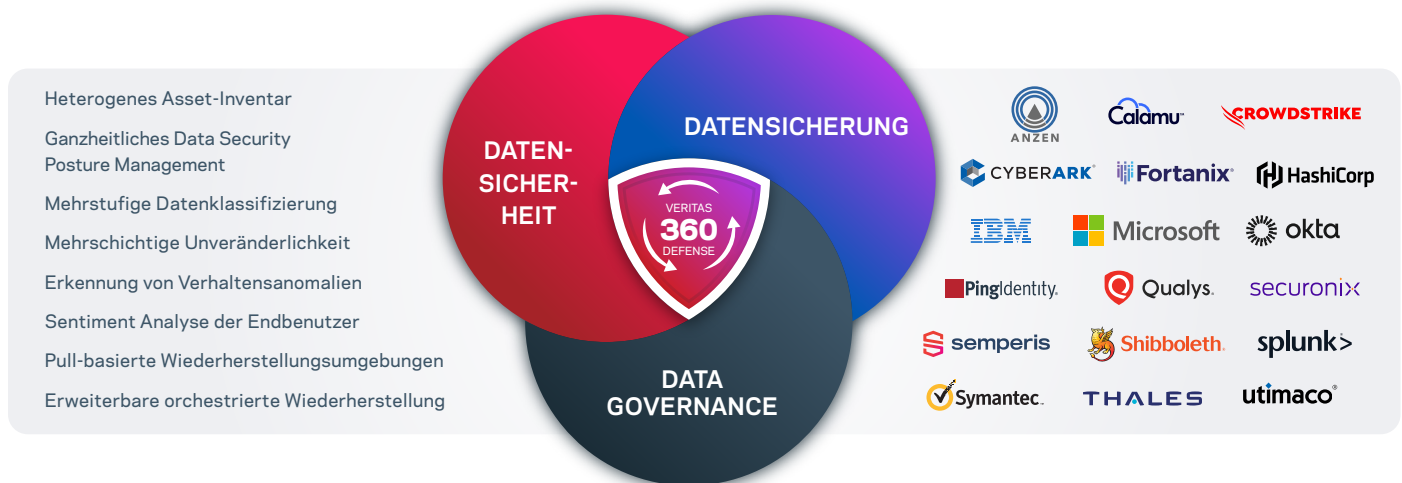 Heterogenes Asset-Inventar
Ganzheitliches Data Security
Posture Management
Mehrstufige Datenklassifizierung
Mehrschichtige Unveränderlichkeit
Erkennung von Verhaltensanomalien
Sentiment Analyse der Endbenutzer
Pull-basierte Wiederherstellungsumgebungen
Erweiterbare orchestrierte Wiederherstellung
DATEN-
SICHER-
HEIT
DATENSICHERUNG
VERITAS
360
DEFENSE
DATA
GOVERNANCE
ANZEN
Calamu
CROWDSTRIKE
CYBERARK®
Fortanix®
HashiCorp
IBM
Microsoft
okta
PingIdentity.
Qualys.
securonix
semperis
Shibboleth.
splunk>
Symantec.
THALES
utimaco®